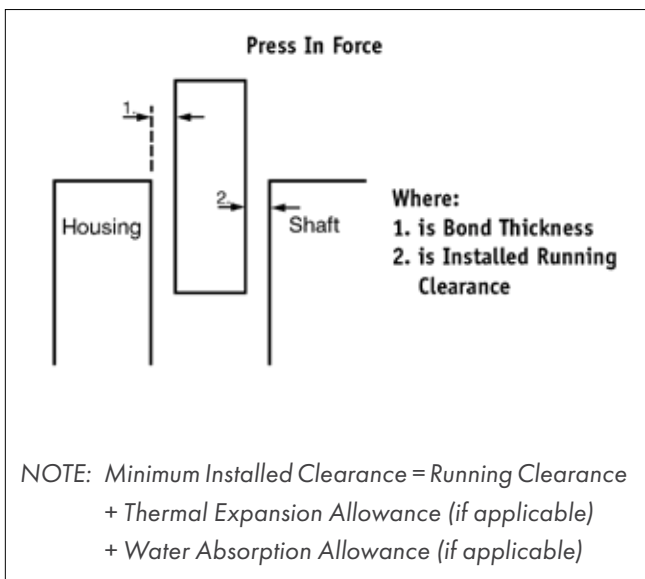 Press In Force
1.
2.
Housing
Shaft
Where:
1. is Bond Thickness
2. is Installed Running
Clearance
NOTE: Minimum Installed Clearance = Running Clearance
+ Thermal Expansion Allowance (if applicable)
+ Water Absorption Allowance (if applicable)